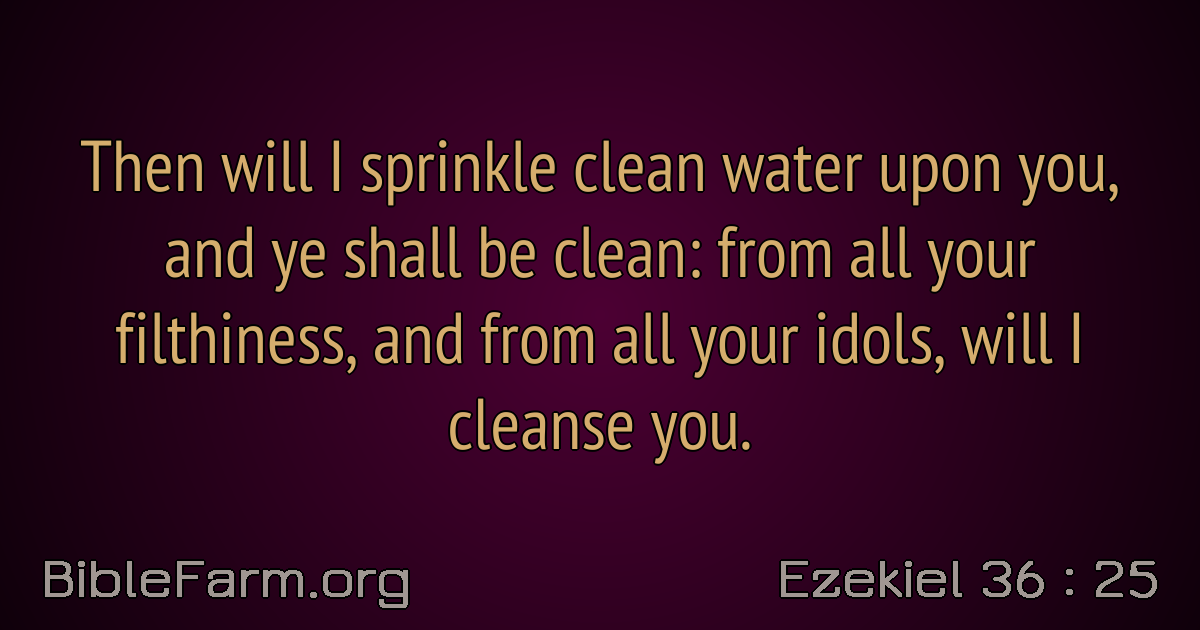 Then will I sprinkle clean water upon you,
and ye shall be clean: from all your
filthiness, and from all your idols, will I
cleanse you.
BibleFarm.org
Ezekiel 36 : 25